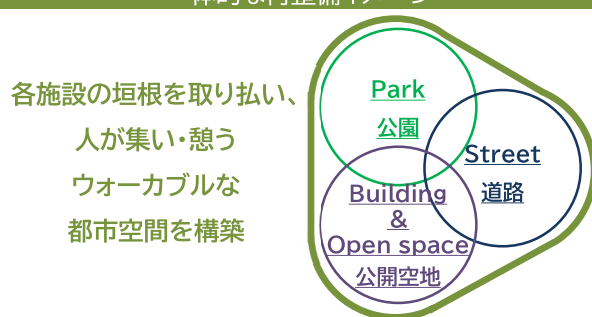 各施設の垣根を取り払い、
人が集い・憩う
ウォーカブルな
都市空間を構築
Park
公園
Street
道路
Building
&
Open space
公開空地